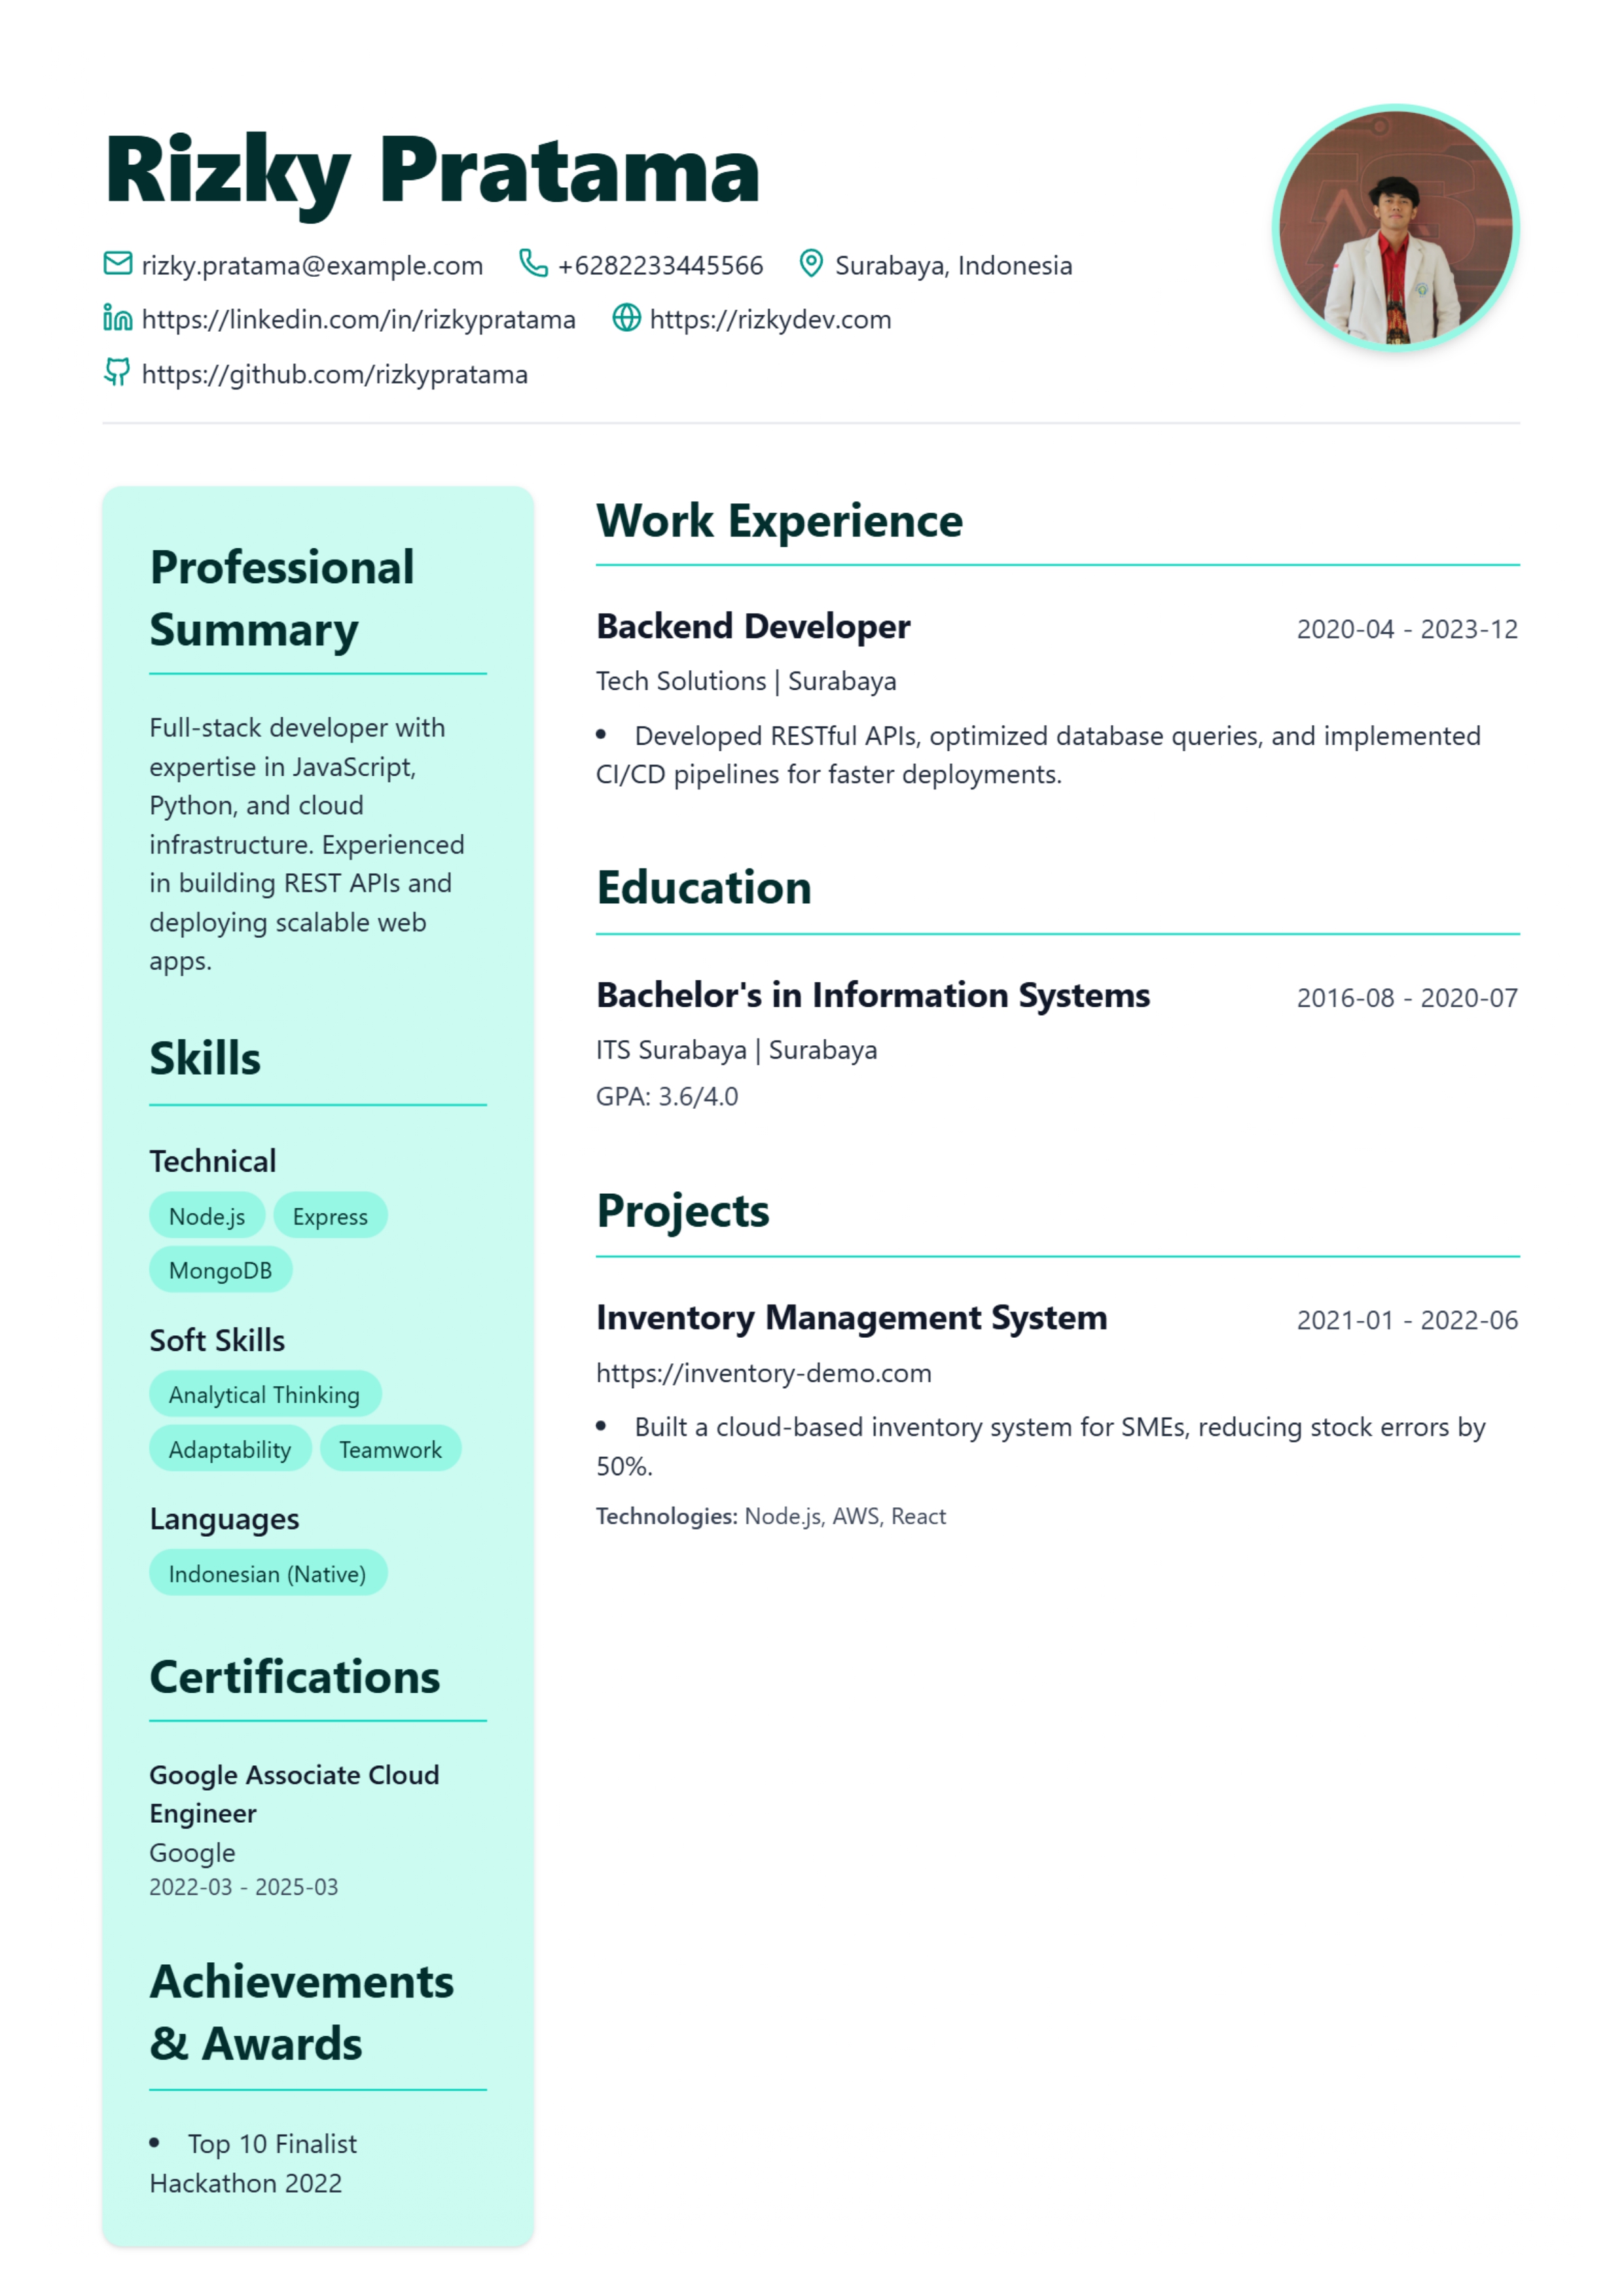 Rizky Pratama
rizky.pratama@example.com +6282233445566 Surabaya, Indonesia
https://linkedin.com/in/rizkypratama https://rizkydev.com
https://github.com/rizkypratama
Professional
Summary
Full-stack developer with
expertise in JavaScript,
Python, and cloud
infrastructure. Experienced
in building REST APIs and
deploying scalable web
apps.
Skills
Technical
Node.js Express
MongoDB
Soft Skills
Analytical Thinking
Adaptability Teamwork
Languages
Indonesian (Native)
Certifications
Google Associate Cloud
Engineer
Google
2022-03 - 2025-03
Achievements
& Awards
• Top 10 Finalist
Hackathon 2022
Work Experience
Backend Developer 2020-04 - 2023-12
Tech Solutions | Surabaya
• Developed RESTful APIs, optimized database queries, and implemented
CI/CD pipelines for faster deployments.
Education
Bachelor's in Information Systems 2016-08 - 2020-07
ITS Surabaya | Surabaya
GPA: 3.6/4.0
Projects
Inventory Management System 2021-01 - 2022-06
https://inventory-demo.com
• Built a cloud-based inventory system for SMEs, reducing stock errors by
50%.
Technologies: Node.js, AWS, React